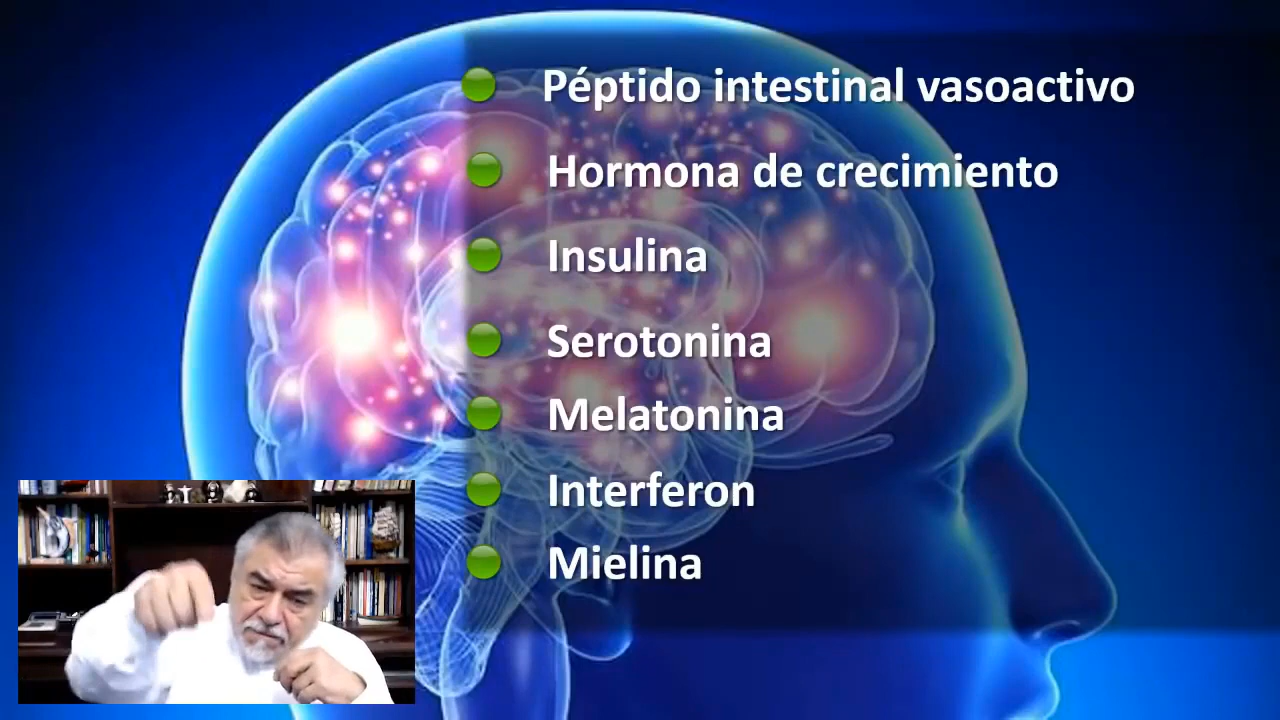 Péptido intestinal vasoactivo
Hormona de crecimiento
Insulina
Serotonina
Melatonina
Interferon
Mielina